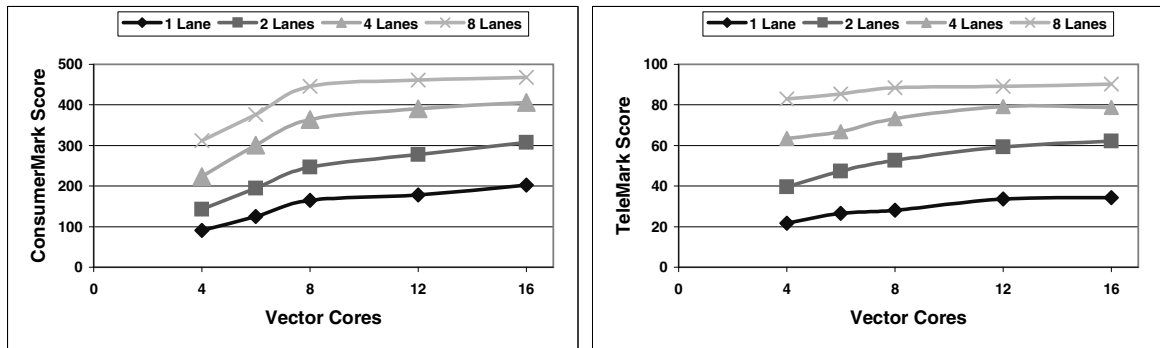 1 Lane 2 Lanes 4 Lanes 8 Lanes
500
400
300
200
100
0
0 4 8 12 16
ConsumerMark Score
Vector Cores
1 Lane 2 Lanes 4 Lanes 8 Lanes
100
80
60
40
20
0
0 4 8 12 16
TeleMark Score
Vector Cores